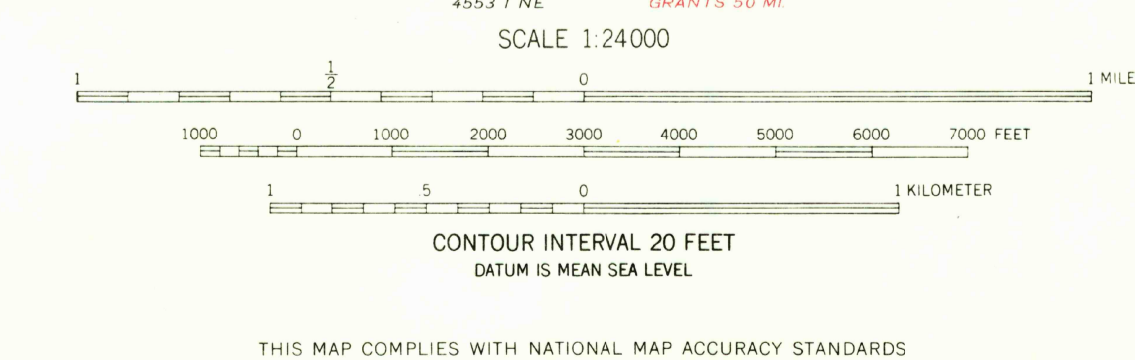 4553 I NE GRANTS 50 MI.
SCALE 1:24000
1 1/2 0 1 MILE
1000 0 1000 2000 3000 4000 5000 6000 7000 FEET
1 .5 0 1 KILOMETER
CONTOUR INTERVAL 20 FEET
DATUM IS MEAN SEA LEVEL
THIS MAP COMPLIES WITH NATIONAL MAP ACCURACY STANDARDS